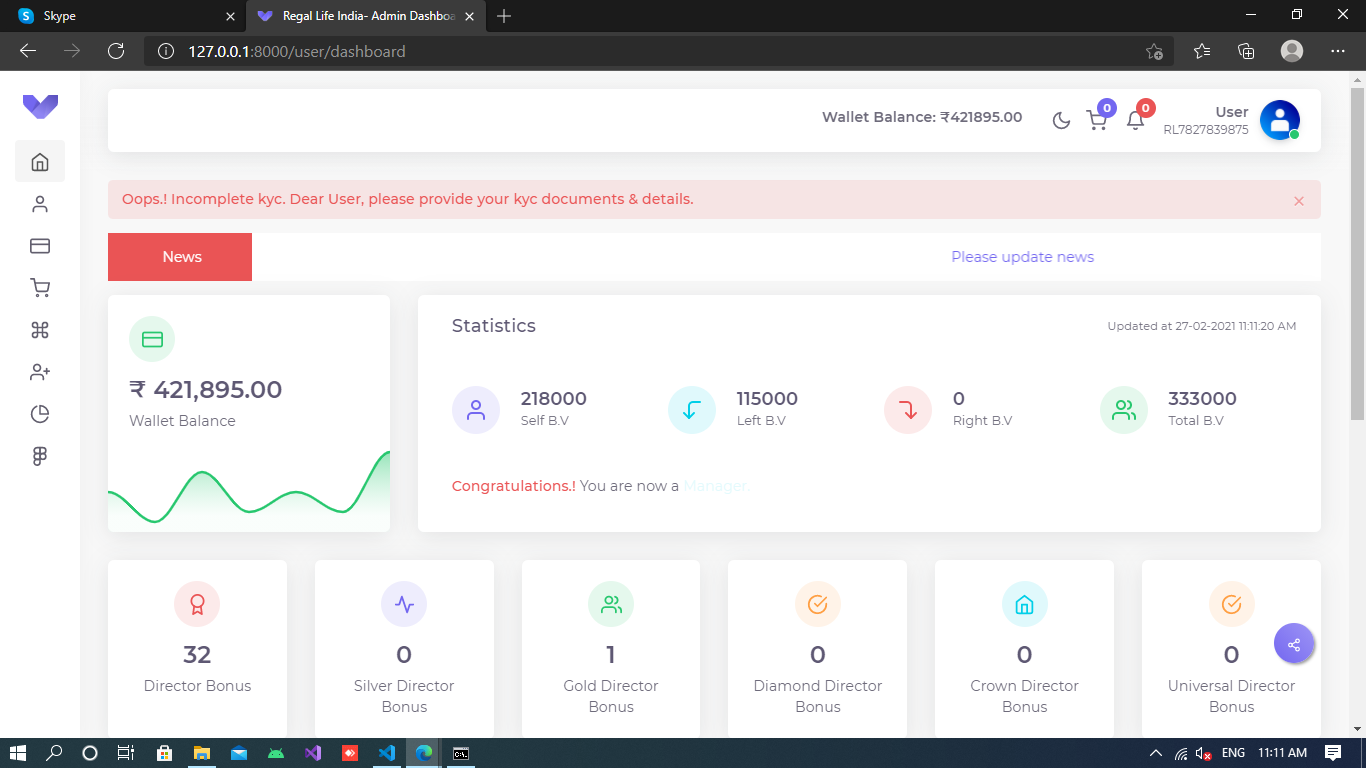 Skype
Regal Life India- Admin Dashboa
127.0.0.1:8000/user/dashboard
Wallet Balance: ₹421895.00
0
0
User
RL7827839875
Oops.! Incomplete kyc. Dear User, please provide your kyc documents & details.
News
Please update news
₹ 421,895.00
Wallet Balance
Statistics
Updated at 27-02-2021 11:11:20 AM
218000
Self B.V
115000
Left B.V
0
Right B.V
333000
Total B.V
Congratulations.! You are now a Manager.
32
Director Bonus
0
Silver Director
Bonus
1
Gold Director
Bonus
0
Diamond Director
Bonus
0
Crown Director
Bonus
0
Universal Director
Bonus
ENG
11:11 AM